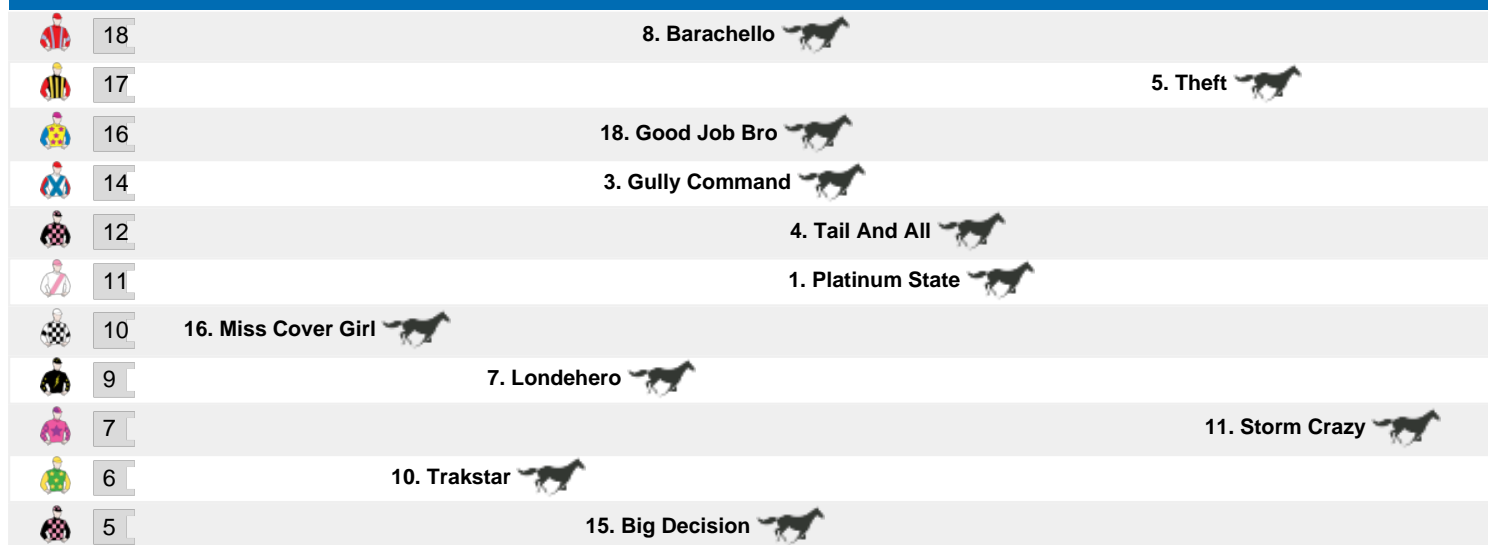 18 8. Barachello
17 5. Theft
16 18. Good Job Bro
14 3. Gully Command
12 4. Tail And All
11 1. Platinum State
10 16. Miss Cover Girl
9 7. Londehero
7 11. Storm Crazy
6 10. Trakstar
5 15. Big Decision